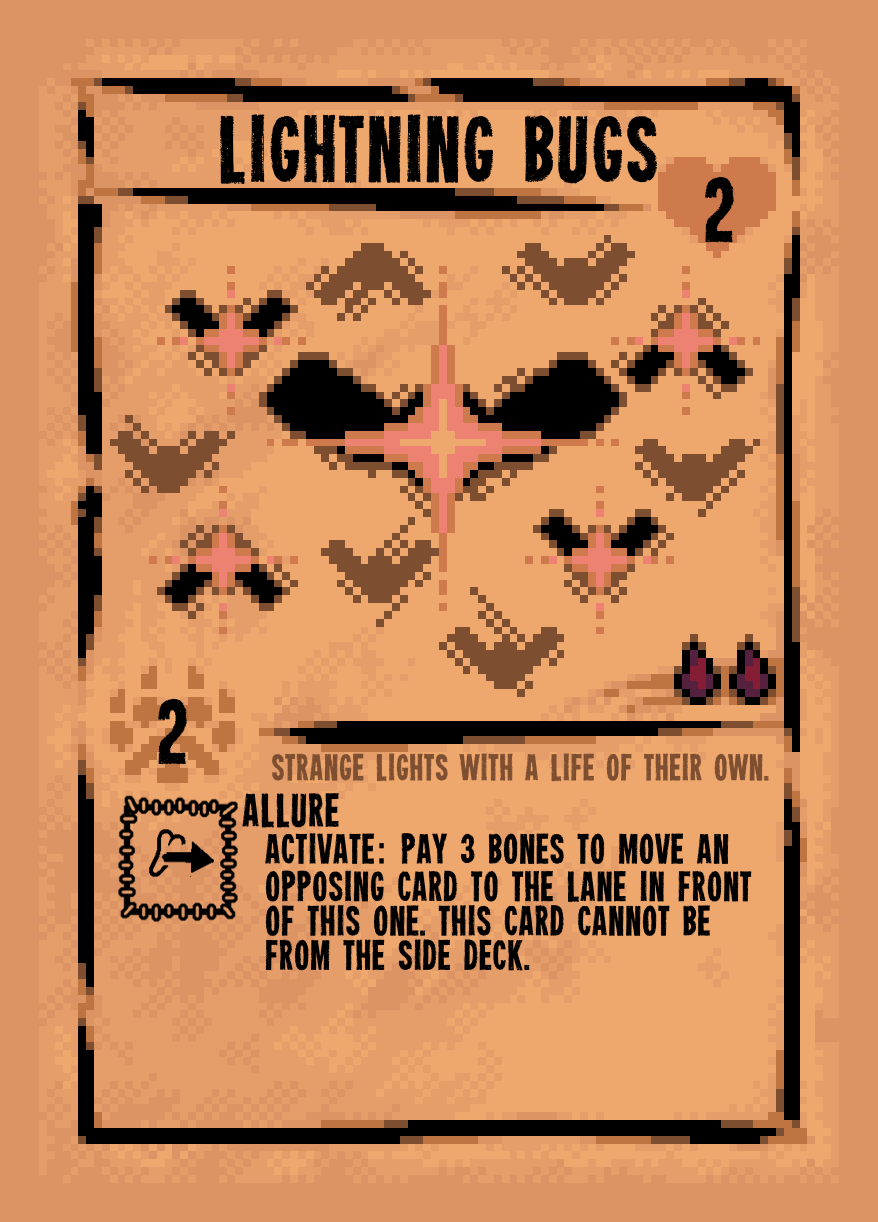 LIGHTNING BUGS
2
2
STRANGE LIGHTS WITH A LIFE OF THEIR OWN.
ALLURE
ACTIVATE: PAY 3 BONES TO MOVE AN
OPPOSING CARD TO THE LANE IN FRONT
OF THIS ONE. THIS CARD CANNOT BE
FROM THE SIDE DECK.